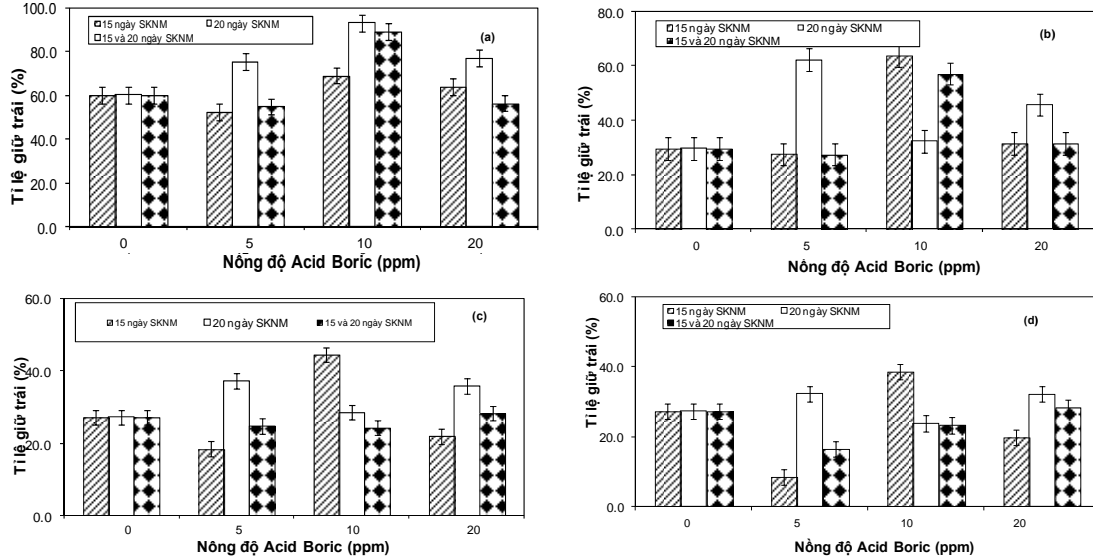 Tỉ lệ giữ trái (%)
100.0
80.0
60.0
40.0
20.0
0.0
15 ngày SKNM
20 ngày SKNM
15 và 20 ngày SKNM
(a)
0
5
10
20
Nồng độ Acid Boric (ppm)
Tỉ lệ giữ trái (%)
80.0
60.0
40.0
20.0
0.0
15 ngày SKNM
20 ngày SKNM
15 và 20 ngày SKNM
(b)
0
5
10
20
Nồng độ Acid Boric (ppm)
Tỉ lệ giữ trái (%)
60.0
40.0
20.0
0.0
15 ngày SKNM
20 ngày SKNM
15 và 20 ngày SKNM
(c)
0
5
10
20
Nồng độ Acid Boric (ppm)
Tỉ lệ giữ trái (%)
60.0
40.0
20.0
0.0
15 ngày SKNM
20 ngày SKNM
15 và 20 ngày SKNM
(d)
0
5
10
20
Nồng độ Acid Boric (ppm)